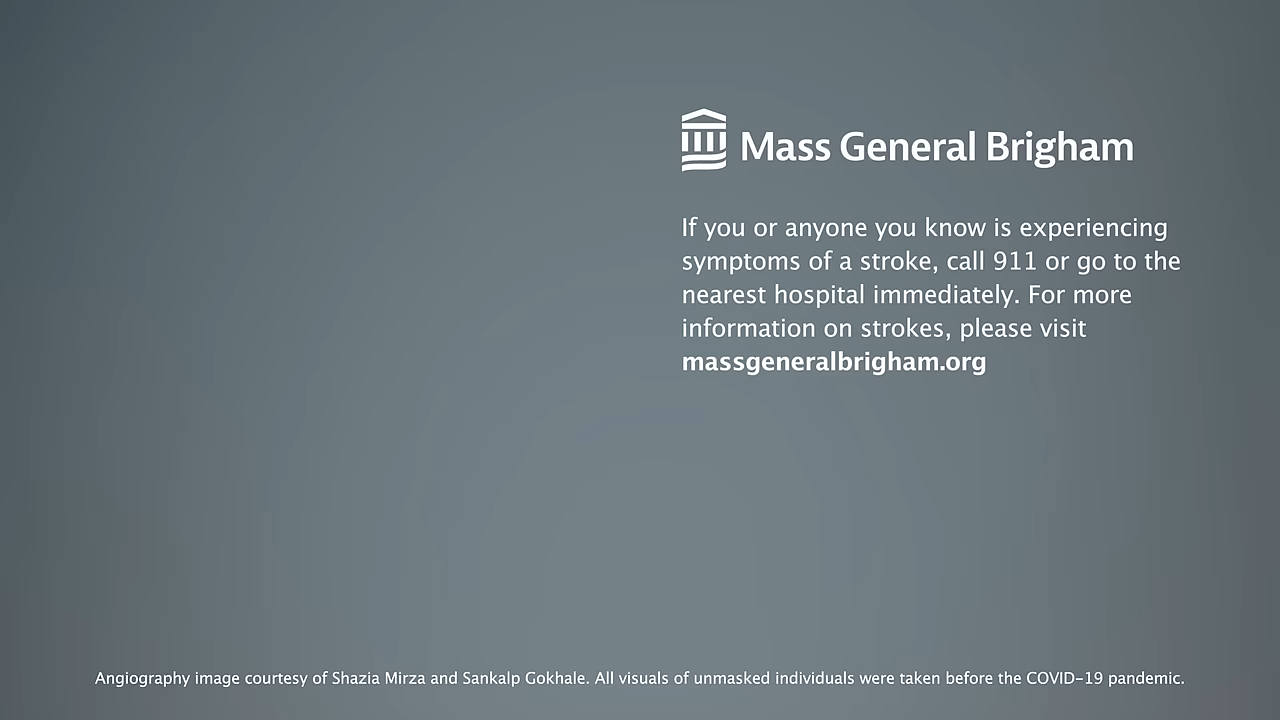 Mass General Brigham
If you or anyone you know is experiencing
symptoms of a stroke, call 911 or go to the
nearest hospital immediately. For more
information on strokes, please visit
massgeneralbrigham.org
Angiography image courtesy of Shazia Mirza and Sankalp Gokhale. All visuals of unmasked individuals were taken before the COVID-19 pandemic.